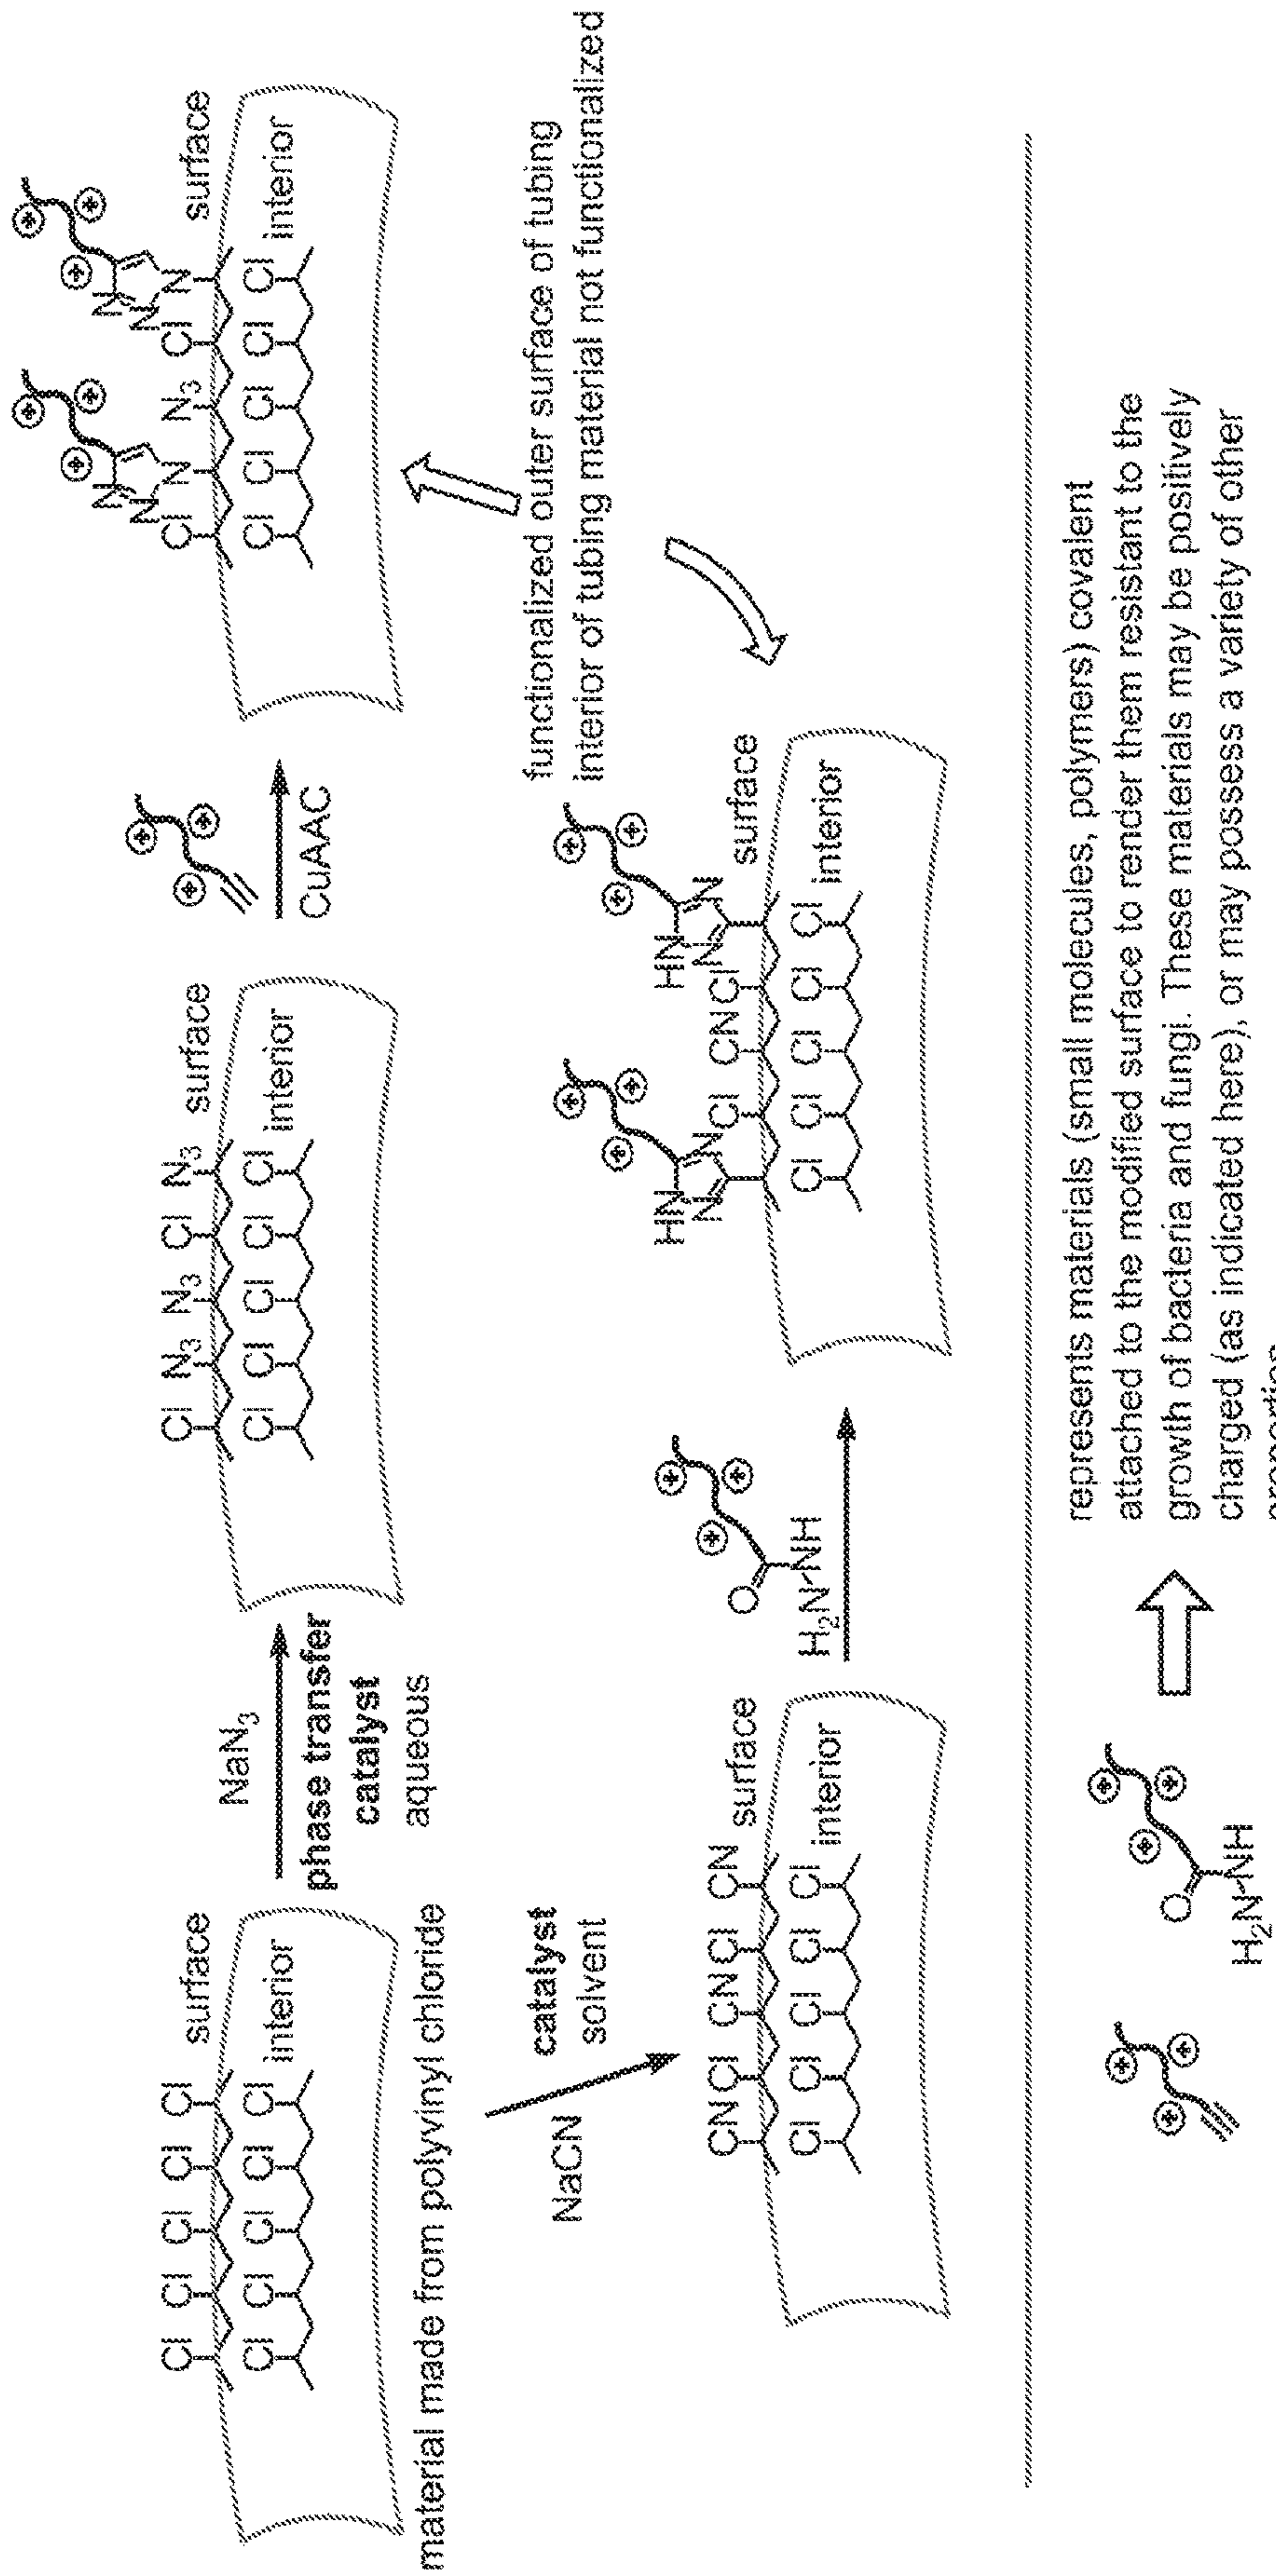 Cl Cl Cl Cl Cl surface
Cl Cl Cl Cl Cl interior
material made from polyvinyl chloride
NaN3
phase transfer
catalyst
aqueous
Cl N3 N3 Cl N3 surface
Cl Cl Cl Cl Cl interior
CuAAC
N N N N
Cl N N3 Cl N surface
Cl Cl Cl Cl Cl interior
functionalized outer surface of tubing
interior of tubing material not functionalized
NaCN
catalyst
solvent
CN Cl CN Cl CN surface
Cl Cl Cl Cl Cl interior
O
H2N-NH
HN N N HN N N
Cl CN Cl surface
Cl Cl Cl Cl Cl interior
O
H2N-NH
represents materials (small molecules, polymers) covalent
attached to the modified surface to render them resistant to the
growth of bacteria and fungi. These materials may be positively
charged (as indicated here), or may possess a variety of other